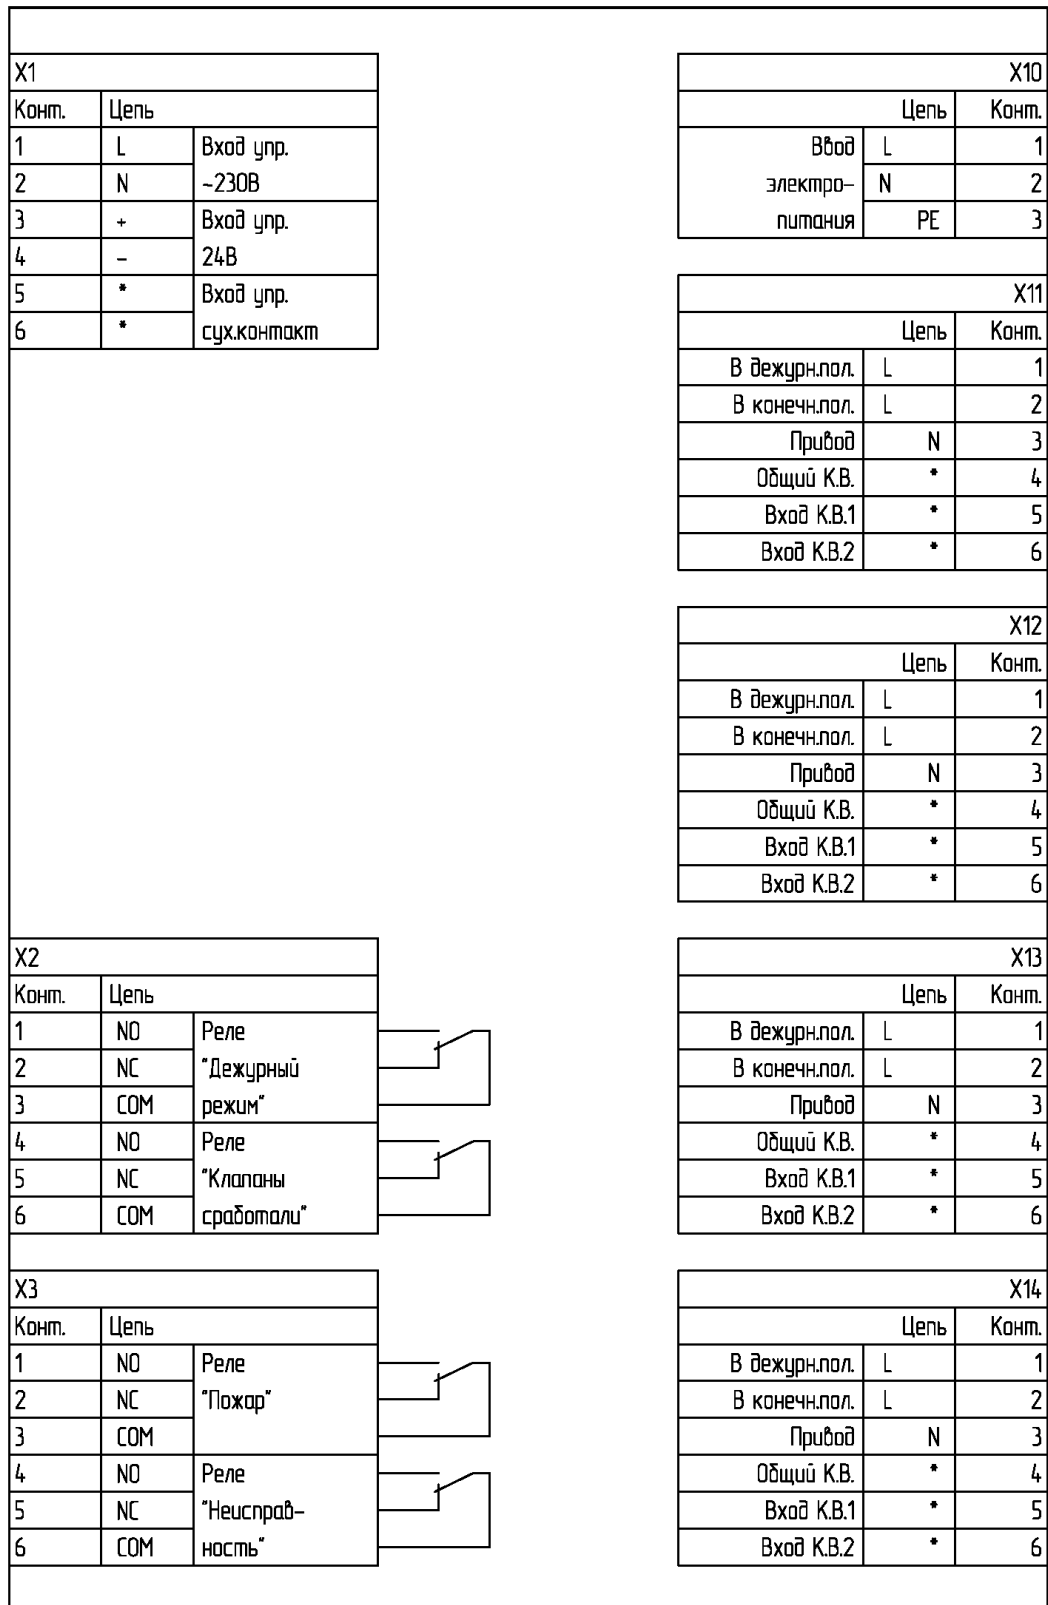 X1
Конт. Цепь
1 L Вход упр.
2 N ~230В
3 + Вход упр.
4 – 24В
5 * Вход упр.
6 * сух.контакт
X2
Конт. Цепь
1 NO Реле
2 NC "Дежурный
3 COM режим"
4 NO Реле
5 NC "Клапаны
6 COM сработали"
X3
Конт. Цепь
1 NO Реле
2 NC "Пожар"
3 COM
4 NO Реле
5 NC "Неисправ–
6 COM ность"
X10
Цепь Конт.
Ввод L 1
электро– N 2
питания PE 3
X11
Цепь Конт.
В дежурн.пол. L 1
В конечн.пол. L 2
Привод N 3
Общий К.В. * 4
Вход К.В.1 * 5
Вход К.В.2 * 6
X12
Цепь Конт.
В дежурн.пол. L 1
В конечн.пол. L 2
Привод N 3
Общий К.В. * 4
Вход К.В.1 * 5
Вход К.В.2 * 6
X13
Цепь Конт.
В дежурн.пол. L 1
В конечн.пол. L 2
Привод N 3
Общий К.В. * 4
Вход К.В.1 * 5
Вход К.В.2 * 6
X14
Цепь Конт.
В дежурн.пол. L 1
В конечн.пол. L 2
Привод N 3
Общий К.В. * 4
Вход К.В.1 * 5
Вход К.В.2 * 6